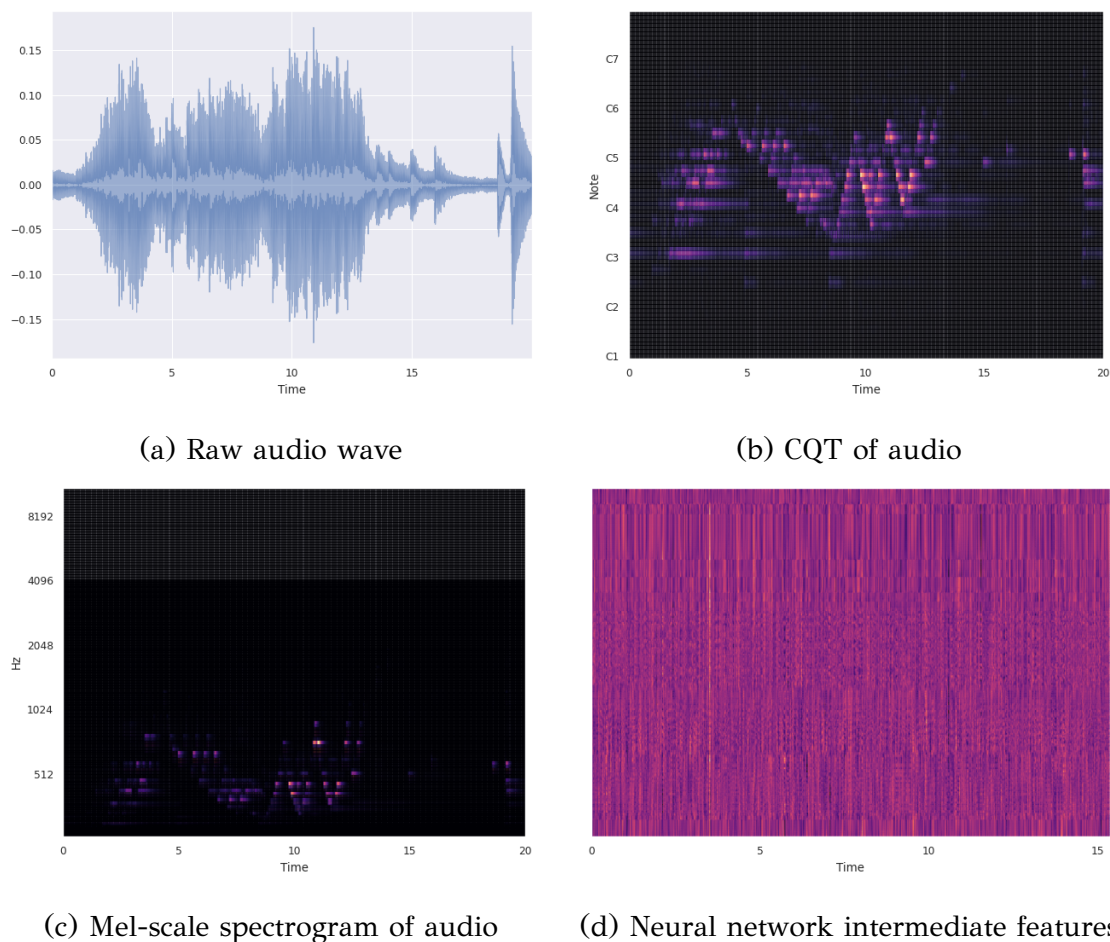 0.15
0.10
0.05
0.00
−0.05
−0.10
−0.15
0 5 10 15
Time
C7
C6
C5
C4
C3
C2
C1
Note
0 5 10 15 20
Time
(a) Raw audio wave
(b) CQT of audio
8192
4096
2048
1024
512
Hz
0 5 10 15 20
Time
0 5 10 15
Time
(c) Mel-scale spectrogram of audio
(d) Neural network intermediate features